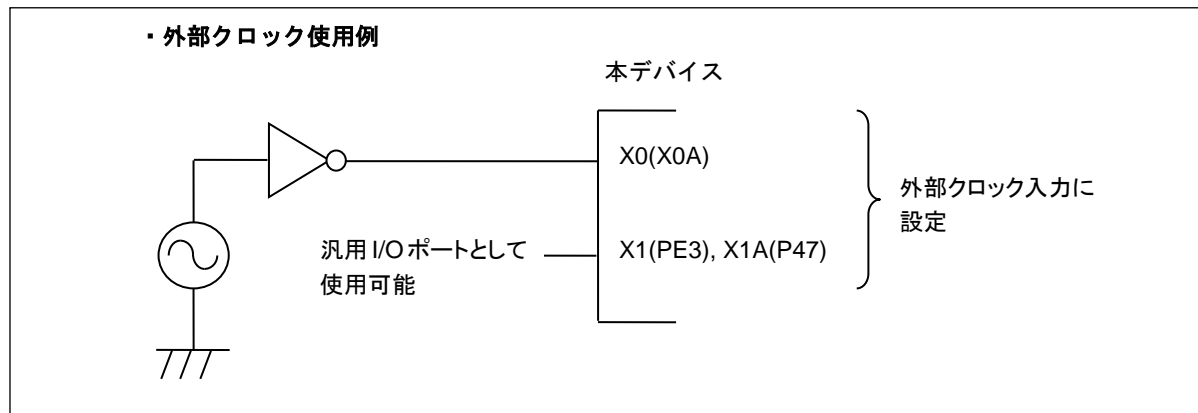 ・外部クロック使用例
本デバイス
X0(X0A)
外部クロック入力に
設定
汎用 I/O ポートとして
使用可能
X1(PE3), X1A(P47)